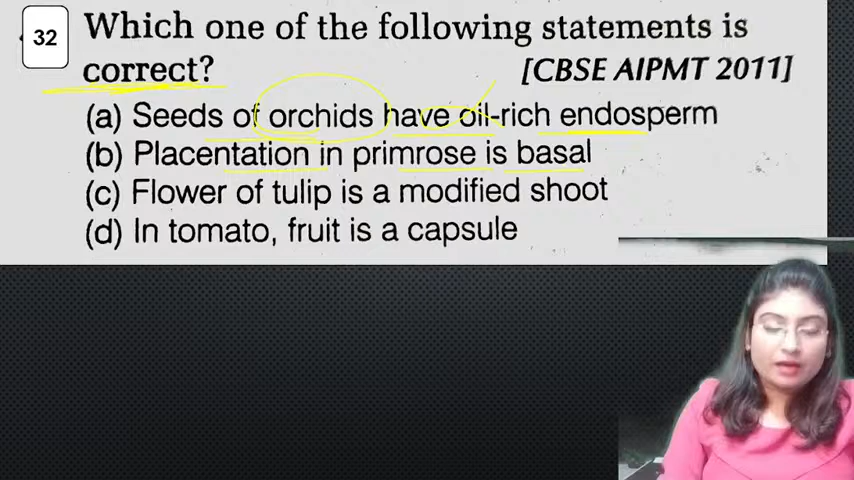 32
Which one of the following statements is
correct? [CBSE AIPMT 2011]
(a) Seeds of orchids have oil-rich endosperm
(b) Placentation in primrose is basal
(c) Flower of tulip is a modified shoot
(d) In tomato, fruit is a capsule